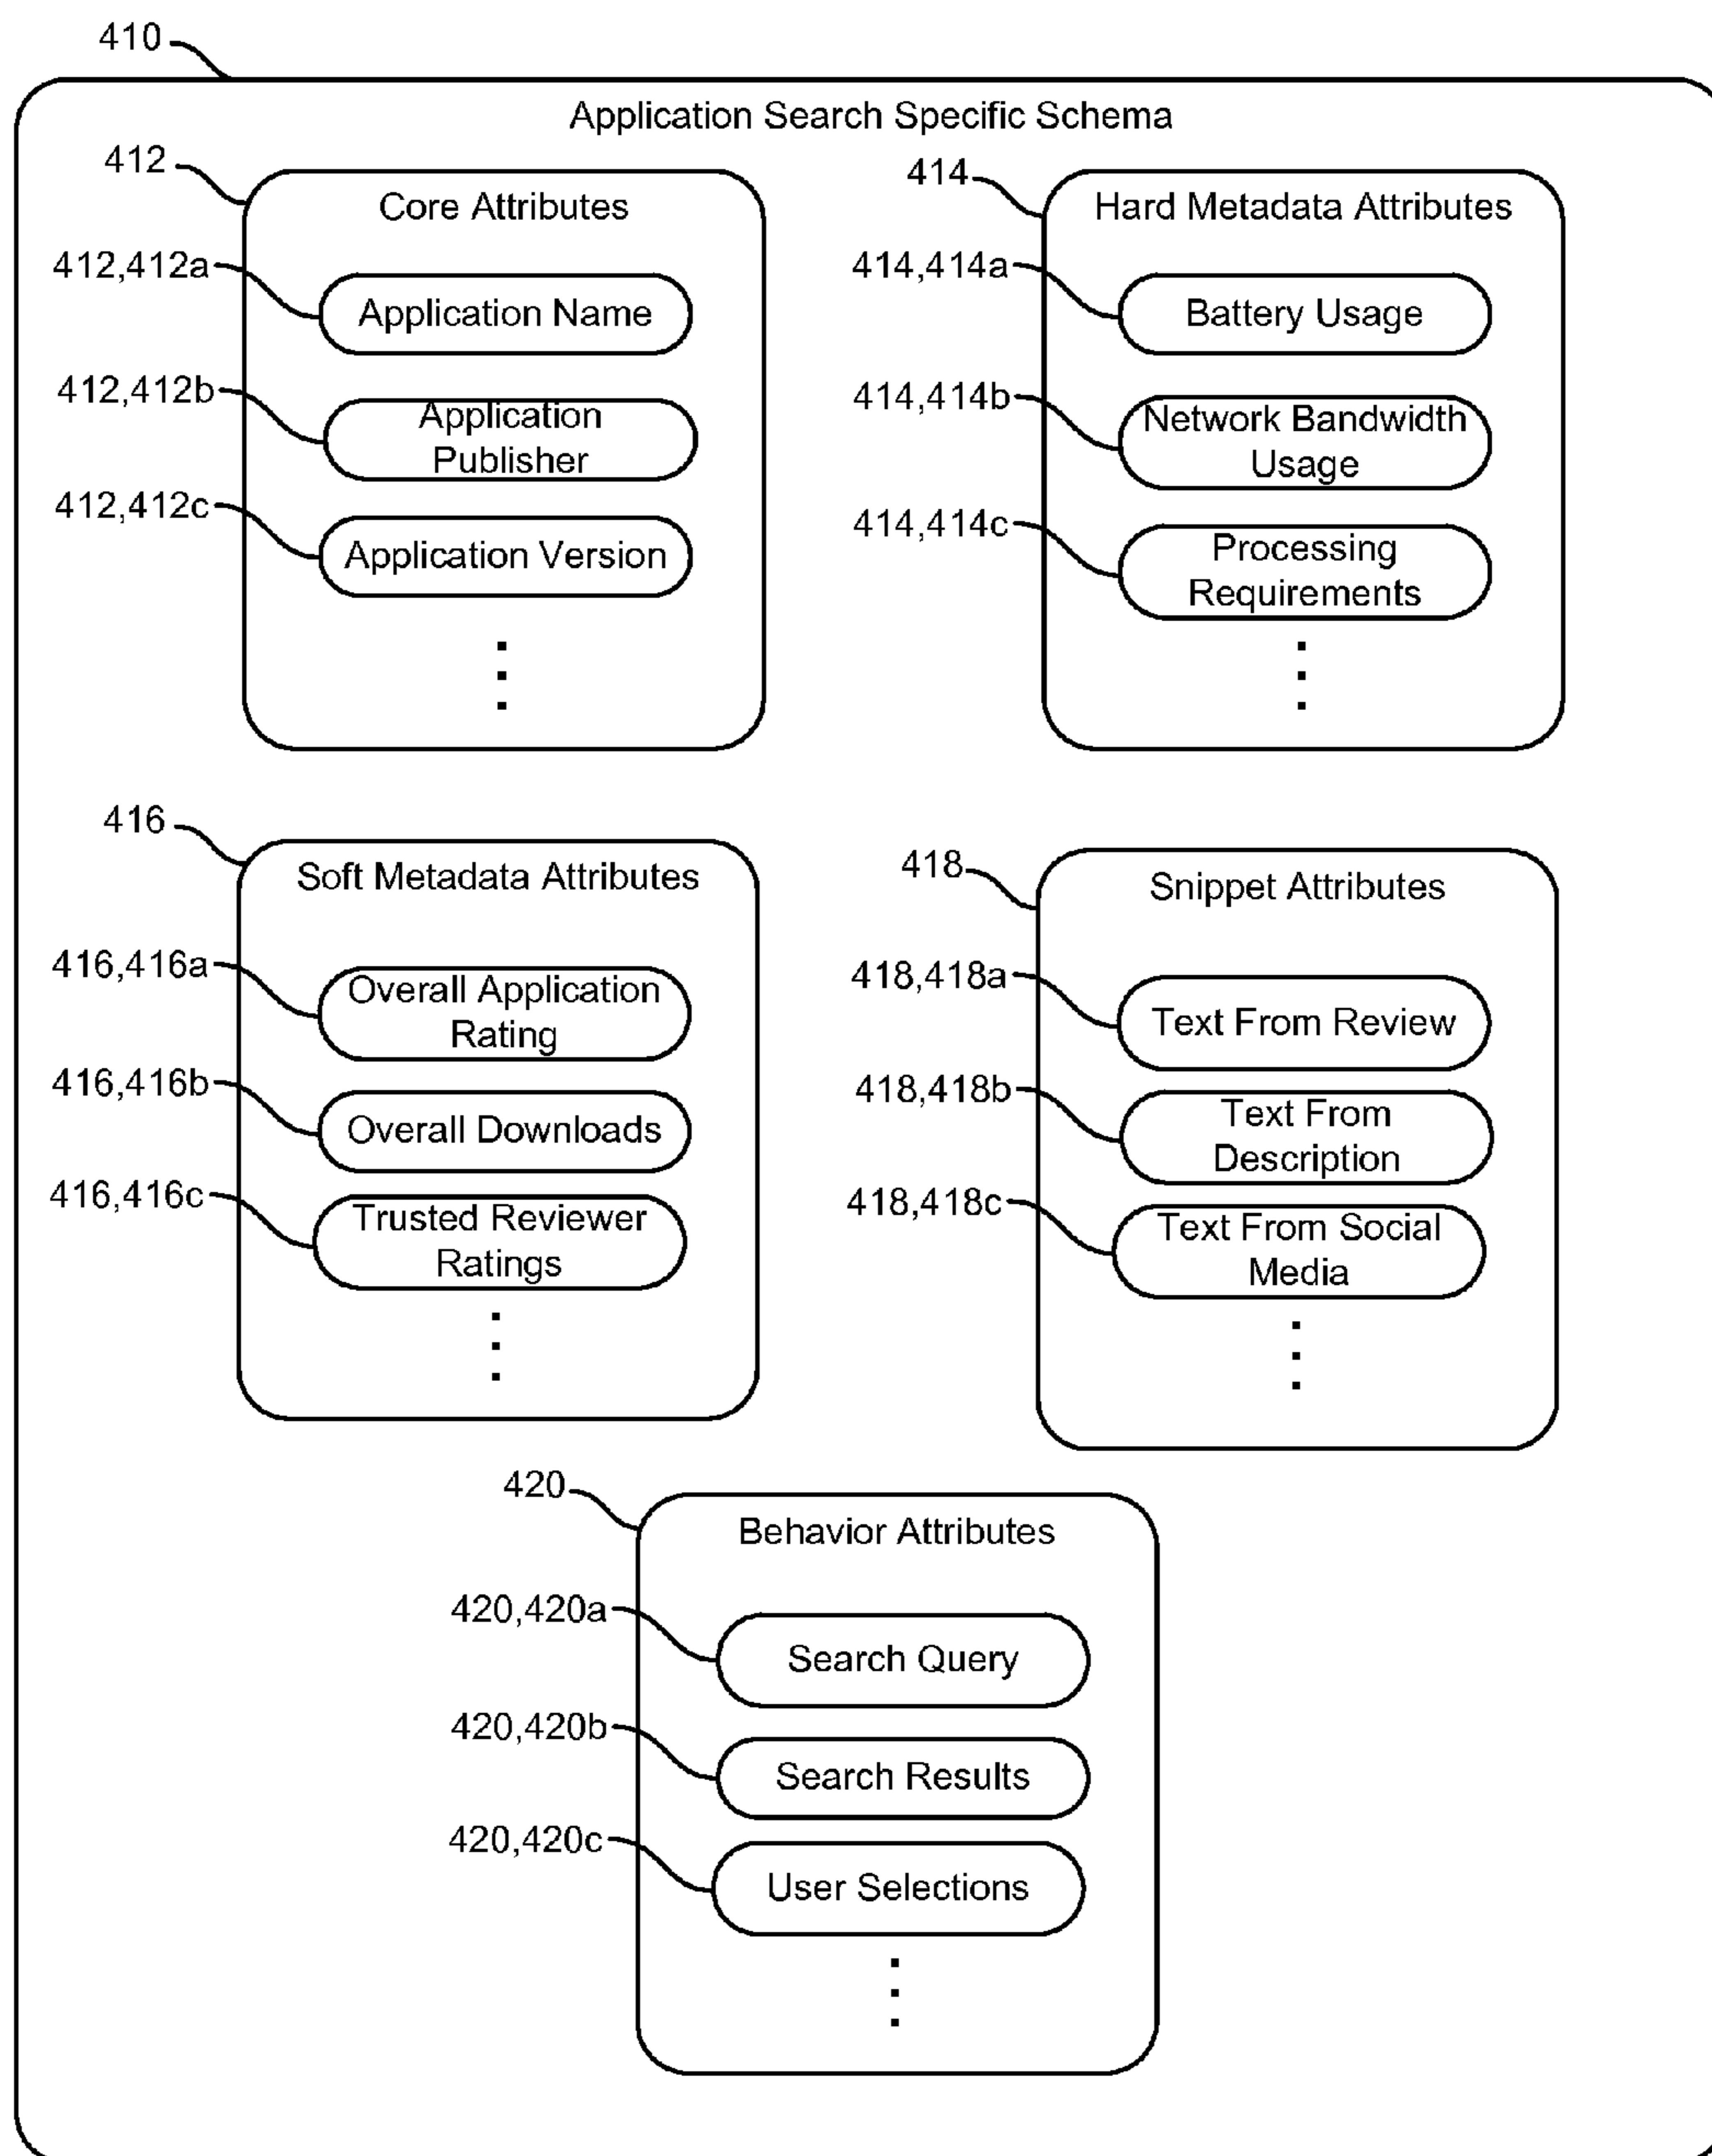 410
Application Search Specific Schema
412
Core Attributes
412,412a
Application Name
412,412b
Application
Publisher
412,412c
Application Version
414
Hard Metadata Attributes
414,414a
Battery Usage
414,414b
Network Bandwidth
Usage
414,414c
Processing
Requirements
416
Soft Metadata Attributes
416,416a
Overall Application
Rating
416,416b
Overall Downloads
416,416c
Trusted Reviewer
Ratings
418
Snippet Attributes
418,418a
Text From Review
418,418b
Text From
Description
418,418c
Text From Social
Media
420
Behavior Attributes
420,420a
Search Query
420,420b
Search Results
420,420c
User Selections